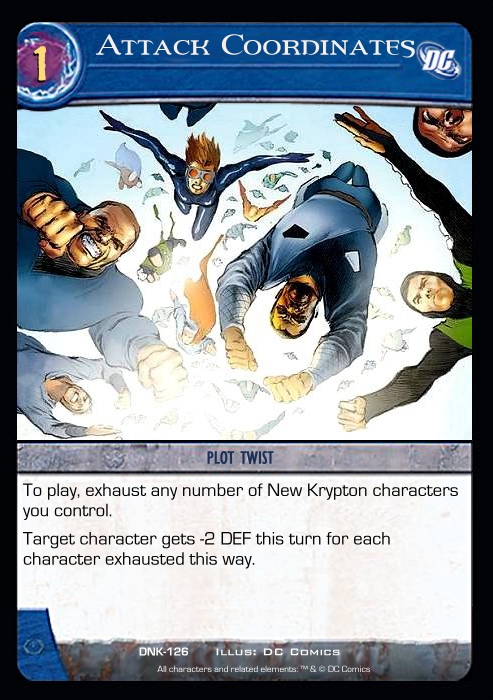 1
Attack Coordinates
DC
PLOT TWIST
To play, exhaust any number of New Krypton characters
you control.
Target character gets -2 DEF this turn for each
character exhausted this way.
DNK-126 Illus: DC Comics
All characters and related elements: ™ & © DC Comics